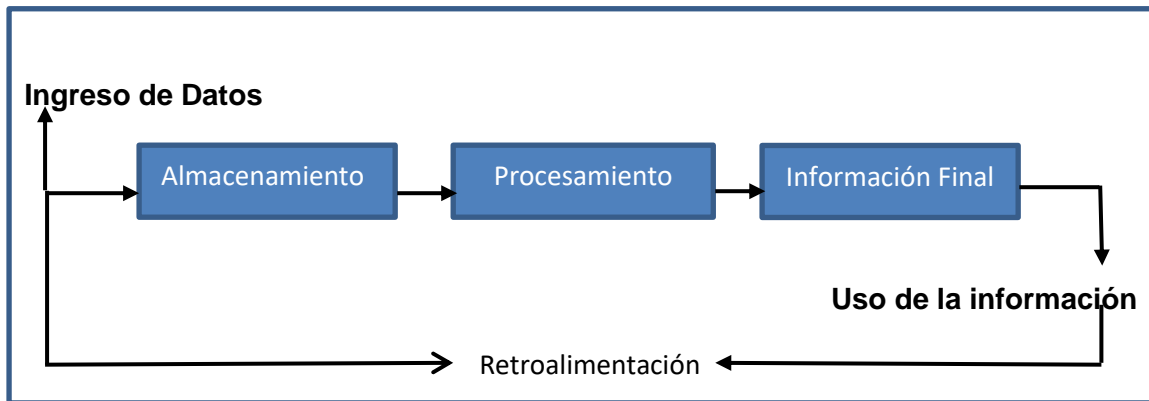 Ingreso de Datos
Almacenamiento
Procesamiento
Información Final
Uso de la información
Retroalimentación